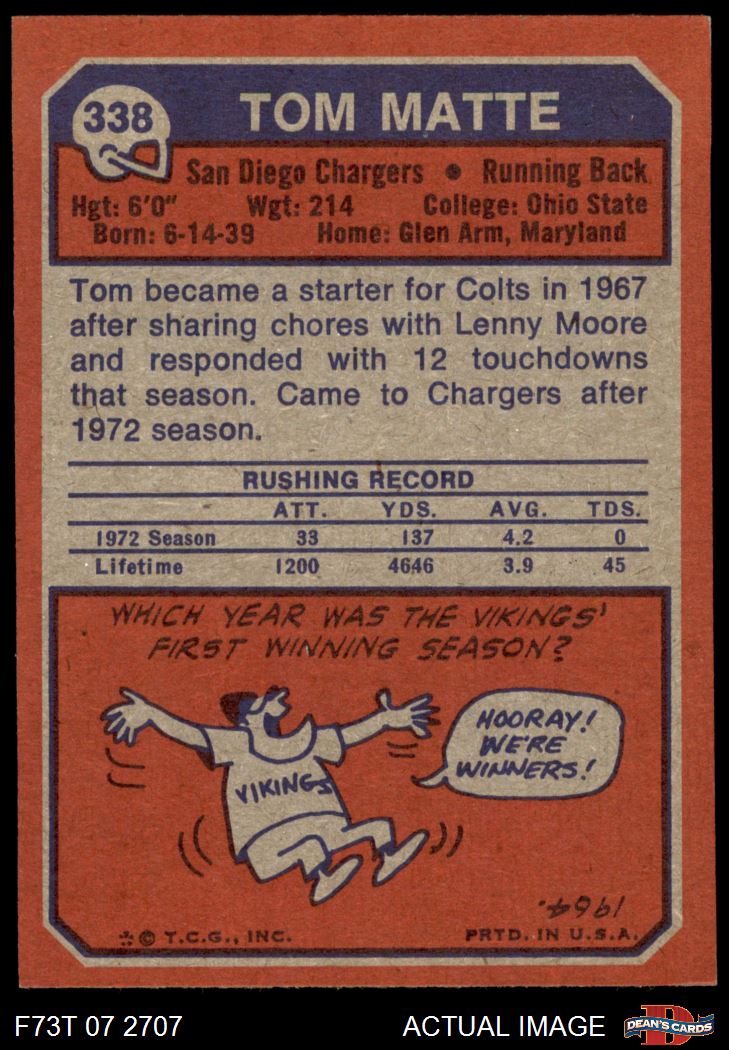 338
TOM MATTE
San Diego Chargers • Running Back
Hgt: 6'0" Wgt: 214 College: Ohio State
Born: 6-14-39 Home: Glen Arm, Maryland
Tom became a starter for Colts in 1967
after sharing chores with Lenny Moore
and responded with 12 touchdowns
that season. Came to Chargers after
1972 season.
RUSHING RECORD
ATT. YDS. AVG. TDS.
1972 Season 33 137 4.2 0
Lifetime 1200 4646 3.9 45
WHICH YEAR WAS THE VIKINGS'
FIRST WINNING SEASON?
HOORAY!
WE'RE
WINNERS!
VIKINGS
1964.
© T.C.G., INC. PRTD. IN U.S.A.
F73T 07 2707 ACTUAL IMAGE
D
DEAN'S CARDS